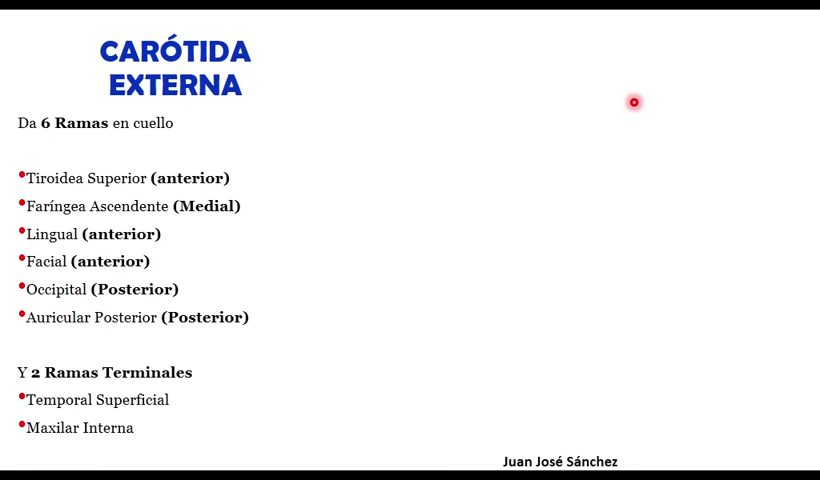 CARÓTIDA
EXTERNA
Da 6 Ramas en cuello
•Tiroidea Superior (anterior)
•Faríngea Ascendente (Medial)
•Lingual (anterior)
•Facial (anterior)
•Occipital (Posterior)
•Auricular Posterior (Posterior)
Y 2 Ramas Terminales
•Temporal Superficial
•Maxilar Interna
Juan José Sánchez